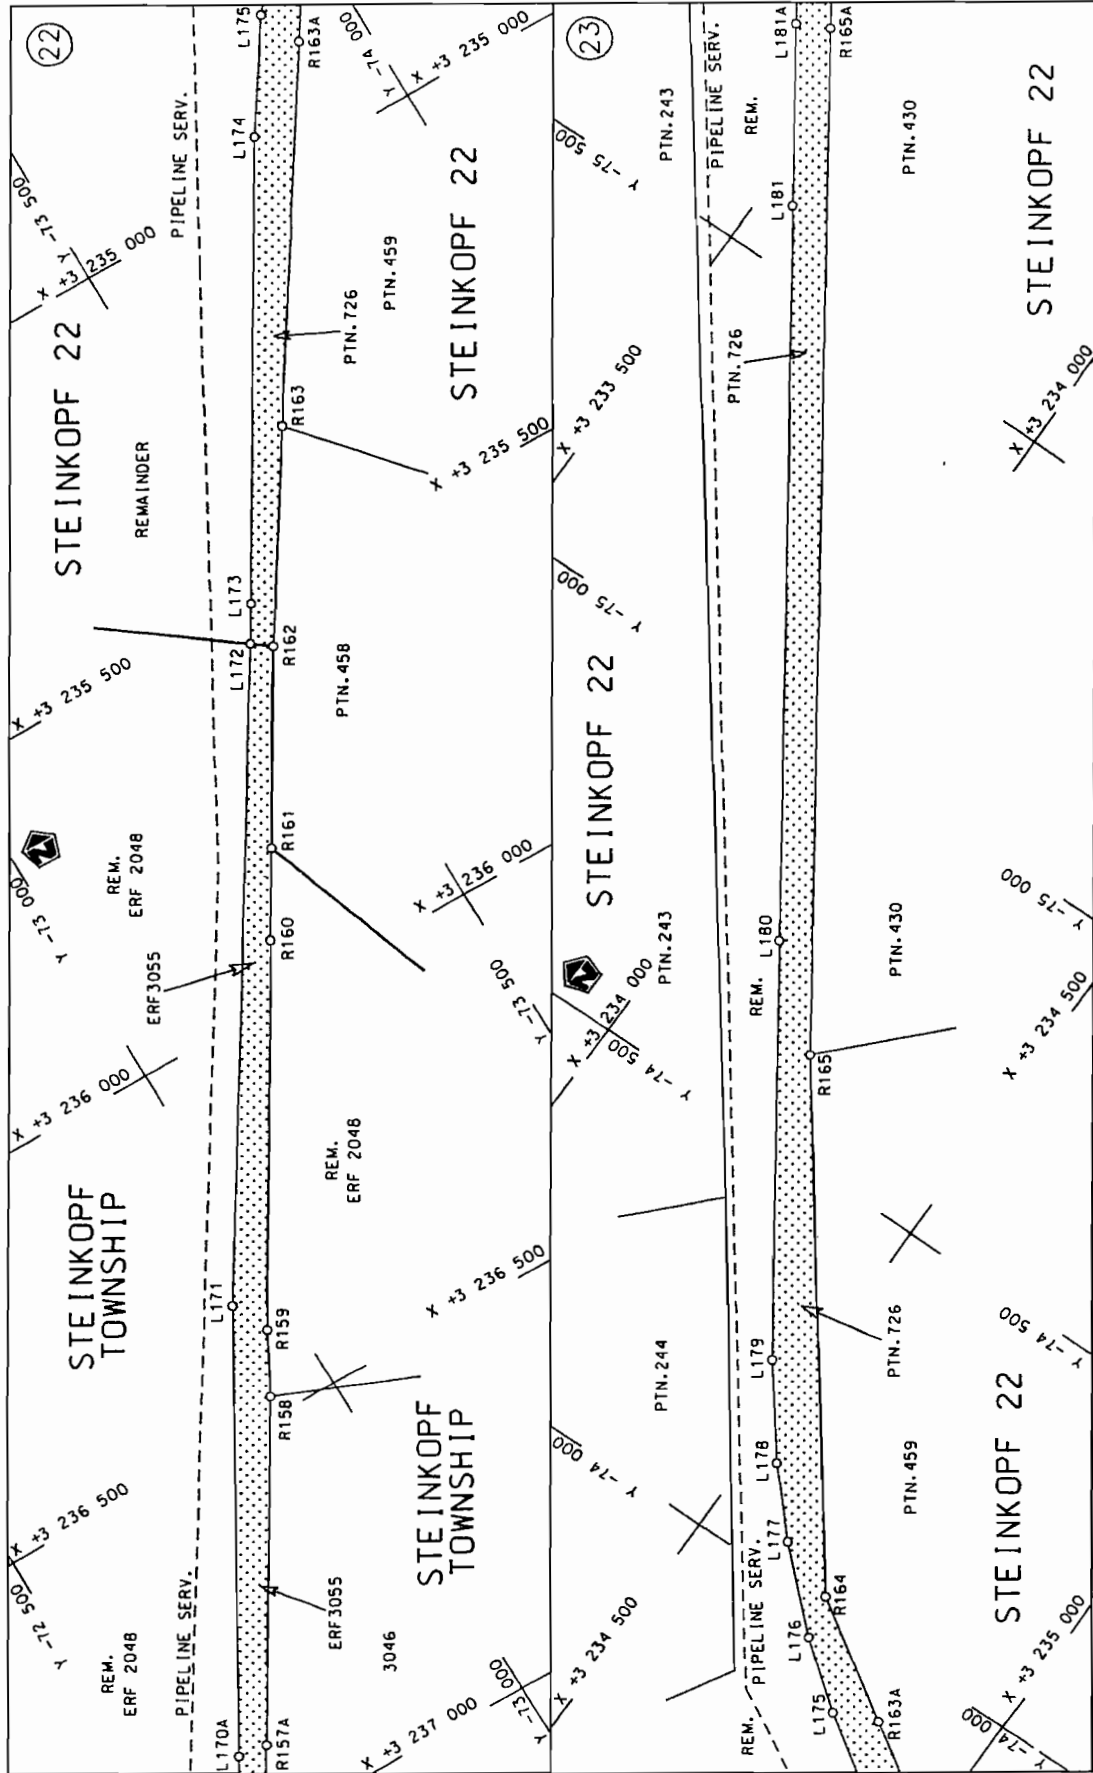 22
STEINKOPF 22
STEINKOPF
TOWNSHIP
REM.
ERF 2048
Y -72 500
X +3 236 500
X +3 236 000
Y -73 000
X +3 235 500
X +3 235 000
Y -73 500
REM.
ERF 2048
ERF3055
REMAINDER
PIPELINE SERV.
PIPELINE SERV.
L170A
L171
L172
L173
L174
L175
R157A
R158
R159
R160
R161
R162
R163
R163A
ERF3055
3046
REM.
ERF 2048
PTN.458
PTN.726
PTN.459
STEINKOPF
TOWNSHIP
STEINKOPF 22
X +3 237 000
Y -73 000
X +3 236 500
Y -73 500
X +3 236 000
X +3 235 500
Y -74 000
X +3 235 000
23
STEINKOPF 22
X +3 234 500
Y -74 000
X +3 234 000
Y -74 500
Y -75 000
X +3 233 500
Y -75 500
PTN.244
PTN.243
PTN.243
REM.
PIPELINE SERV.
REM.
PIPELINE SERV.
REM.
PTN.726
L175
L176
L177
L178
L179
L180
L181
L181A
R163A
R164
R165
R165A
PTN.726
PTN.459
PTN.430
PTN.430
STEINKOPF 22
STEINKOPF 22
Y -74 000
X +3 235 000
Y -74 500
X +3 234 500
Y -75 000
X +3 234 000